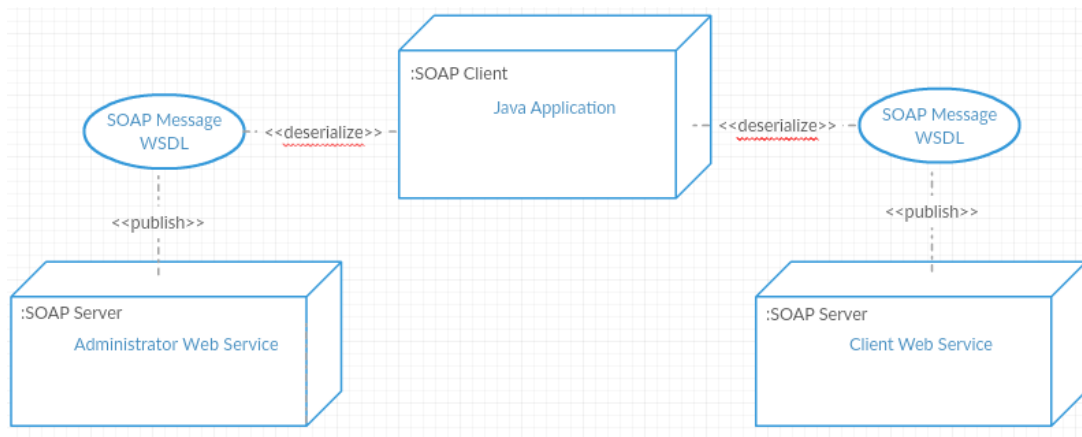 :SOAP Client
Java Application
SOAP Message
WSDL
<<deserialize>>
<<deserialize>>
SOAP Message
WSDL
<<publish>>
<<publish>>
:SOAP Server
Administrator Web Service
:SOAP Server
Client Web Service